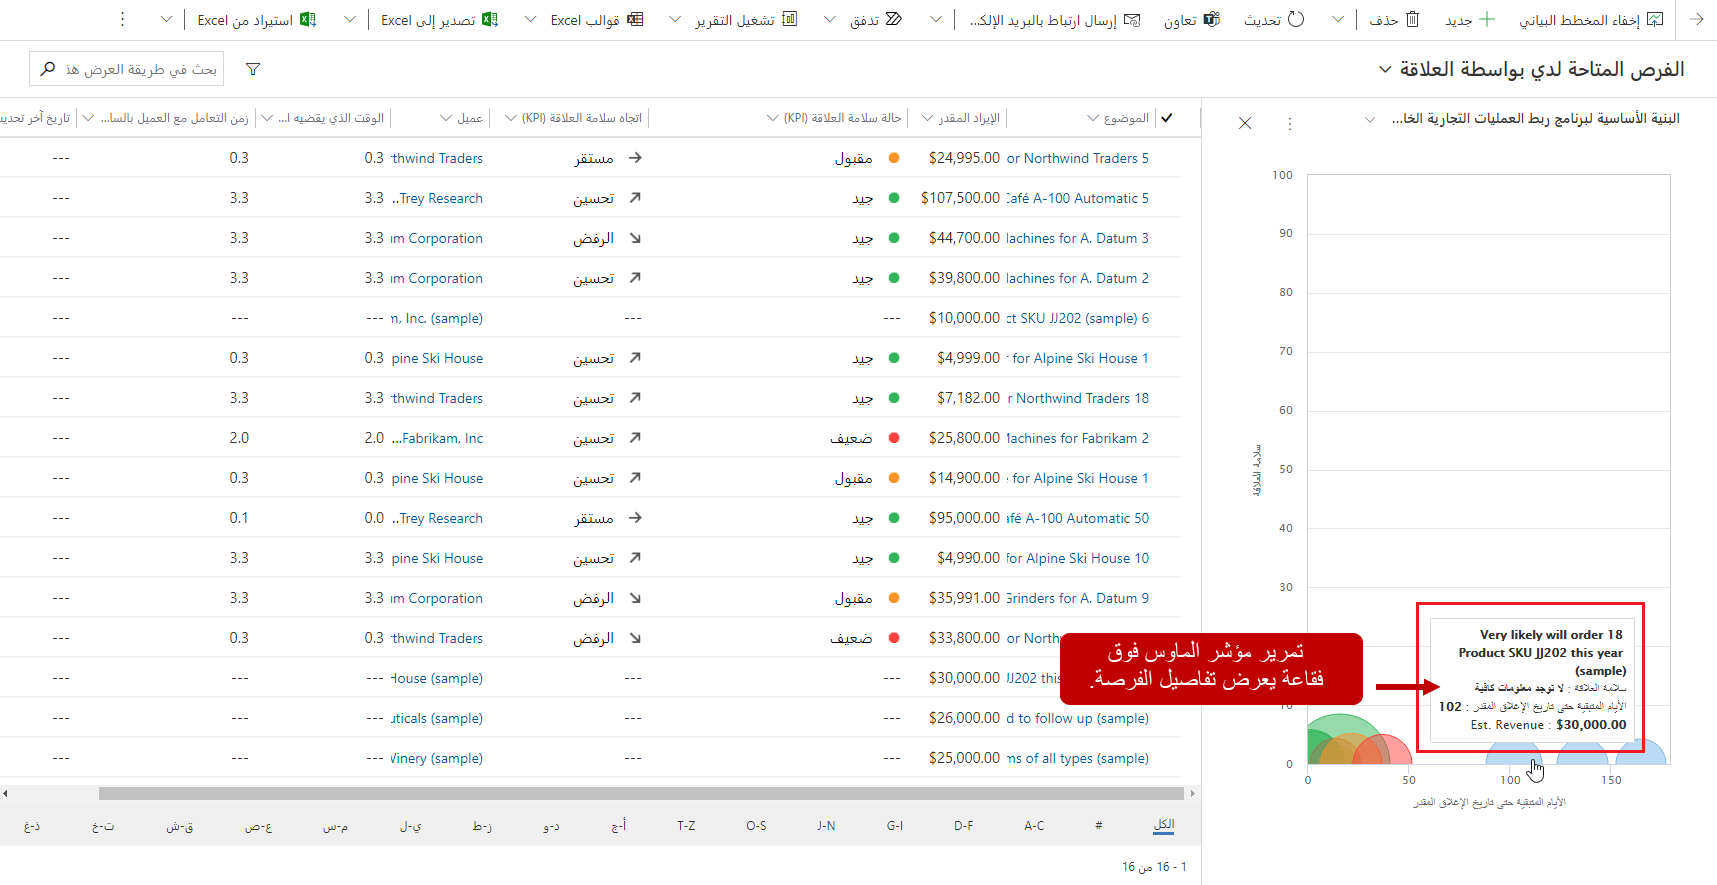 إخفاء المخطط البياني
جديد
حذف
تحديث
تعاون
إرسال ارتباط بالبريد الإلك...
تدفق
تشغيل التقرير
قوالب Excel
تصدير إلى Excel
استيراد من Excel
الفرص المتاحة لدي بواسطة العلاقة
بحث في طريقة العرض هذ
البنية الأساسية لبرنامج ربط العمليات التجارية الخا...
100
90
80
70
60
50
40
30
10
0
سلامة العلاقة
0 50 100 150
الأيام المتبقية حتى تاريخ الإغلاق المقدر
Very likely will order 18
Product SKU JJ202 this year
(sample)
سلامة العلاقة : لا توجد معلومات كافية
الأيام المتبقية حتى تاريخ الإغلاق المقدر : 102
Est. Revenue : $30,000.00
تمرير مؤشر الماوس فوق
فقاعة يعرض تفاصيل الفرصة.
الموضوع الإيراد المقدر حالة سلامة العلاقة (KPI) اتجاه سلامة العلاقة (KPI) عميل الوقت الذي يقضيه ا... زمن التعامل مع العميل بالسا... تاريخ آخر تحديث
or Northwind Traders 5 $24,995.00 مقبول مستقر thwind Traders 0.3 0.3 ---
Café A-100 Automatic 5 $107,500.00 جيد تحسين Trey Research.. 3.3 3.3 ---
Machines for A. Datum 3 $44,700.00 جيد الرفض m Corporation 3.3 3.3 ---
Machines for A. Datum 2 $39,800.00 جيد تحسين m Corporation 3.3 3.3 ---
ct SKU JJ202 (sample) 6 $10,000.00 --- --- n, Inc. (sample) --- --- ---
for Alpine Ski House 1 $4,999.00 جيد تحسين pine Ski House 0.3 0.3 ---
r Northwind Traders 18 $7,182.00 جيد تحسين thwind Traders 3.3 3.3 ---
Machines for Fabrikam 2 $25,800.00 ضعيف تحسين Fabrikam, Inc... 2.0 2.0 ---
for Alpine Ski House 1 $14,900.00 مقبول تحسين pine Ski House 0.3 0.3 ---
afé A-100 Automatic 50 $95,000.00 جيد مستقر Trey Research.. 0.0 0.1 ---
for Alpine Ski House 10 $4,990.00 جيد تحسين pine Ski House 3.3 3.3 ---
Grinders for A. Datum 9 $35,991.00 مقبول الرفض m Corporation 3.3 3.3 ---
or North $33,800.00 ضعيف الرفض thwind Traders 0.3 0.3 ---
JJ202 this $30,000.00 --- --- House (sample) --- --- ---
d to follow up (sample) $26,000.00 --- --- uticals (sample) --- --- ---
ms of all types (sample) $25,000.00 --- --- Winery (sample) --- --- ---
الكل # A-C D-F G-I J-N O-S T-Z أ-ج د-و ز-ط ي-ل م-س ع-ص ق-ش ت-خ ذ-غ
1 - 16 من 16